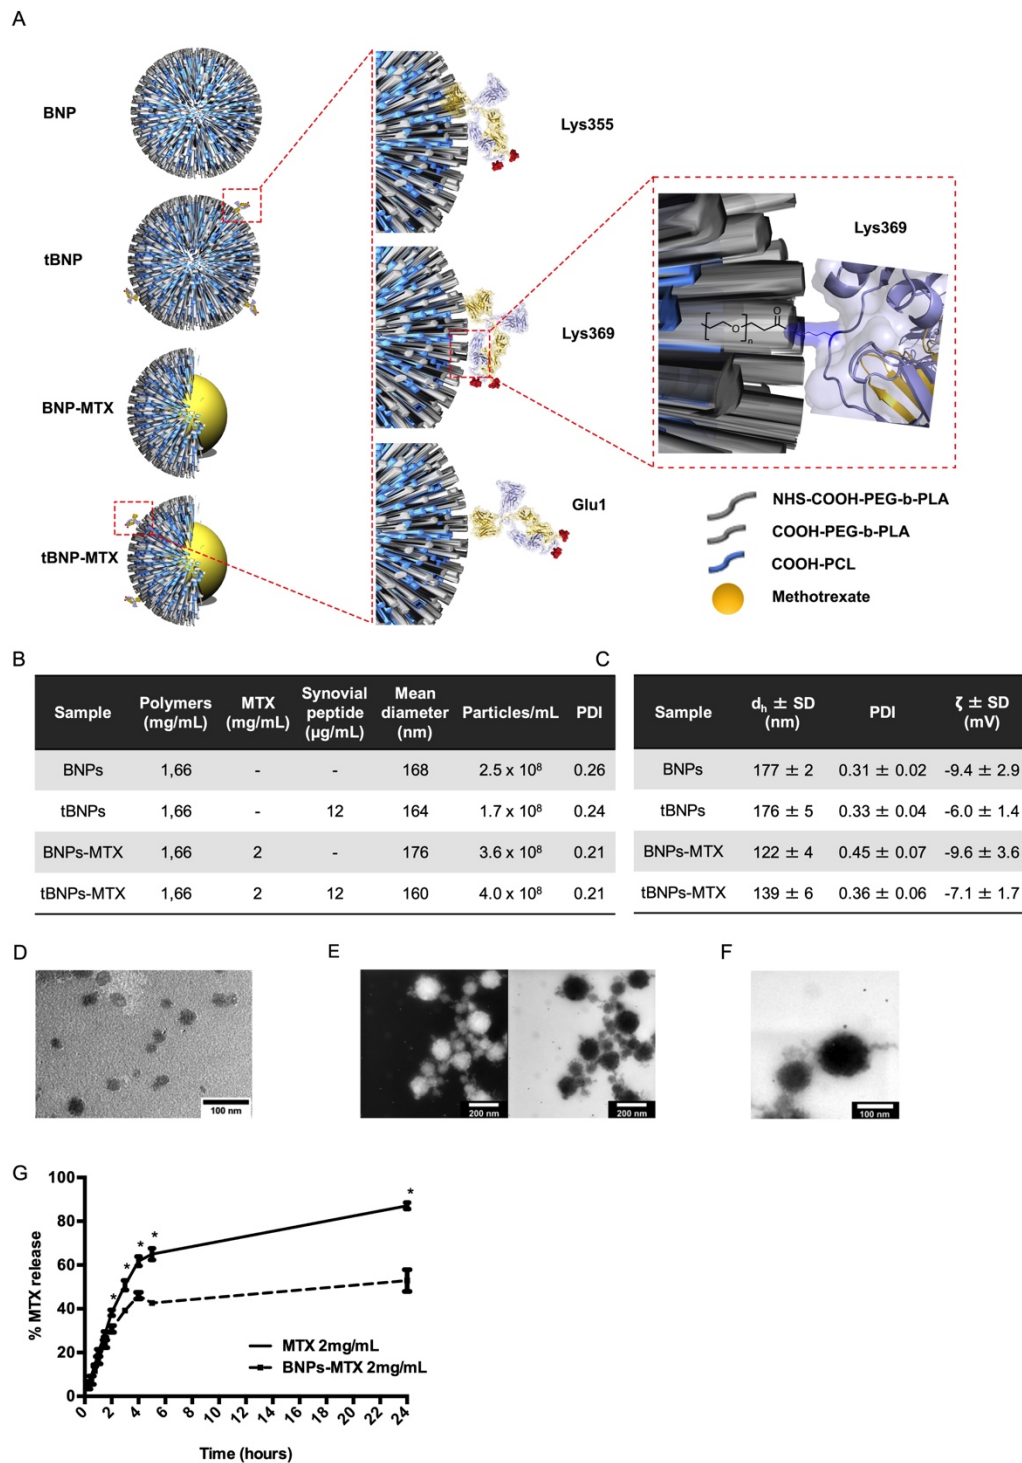 A
BNP
tBNP
BNP-MTX
tBNP-MTX
Lys355
Lys369
Glu1
Lys369
O
O
n
NHS-COOH-PEG-b-PLA
COOH-PEG-b-PLA
COOH-PCL
Methotrexate
B
Sample Polymers (mg/mL) MTX (mg/mL) Synovial peptide (µg/mL) Mean diameter (nm) Particles/mL PDI
BNPs 1,66 - - 168 2.5 x 10⁸ 0.26
tBNPs 1,66 - 12 164 1.7 x 10⁸ 0.24
BNPs-MTX 1,66 2 - 176 3.6 x 10⁸ 0.21
tBNPs-MTX 1,66 2 12 160 4.0 x 10⁸ 0.21
C
Sample dₕ ± SD (nm) PDI ζ ± SD (mV)
BNPs 177 ± 2 0.31 ± 0.02 -9.4 ± 2.9
tBNPs 176 ± 5 0.33 ± 0.04 -6.0 ± 1.4
BNPs-MTX 122 ± 4 0.45 ± 0.07 -9.6 ± 3.6
tBNPs-MTX 139 ± 6 0.36 ± 0.06 -7.1 ± 1.7
D
100 nm
E
200 nm
200 nm
F
100 nm
G
% MTX release
100
80
60
40
20
0
* * * * *
MTX 2mg/mL
BNPs-MTX 2mg/mL
0 2 4 6 8 10 12 14 16 18 20 22 24
Time (hours)